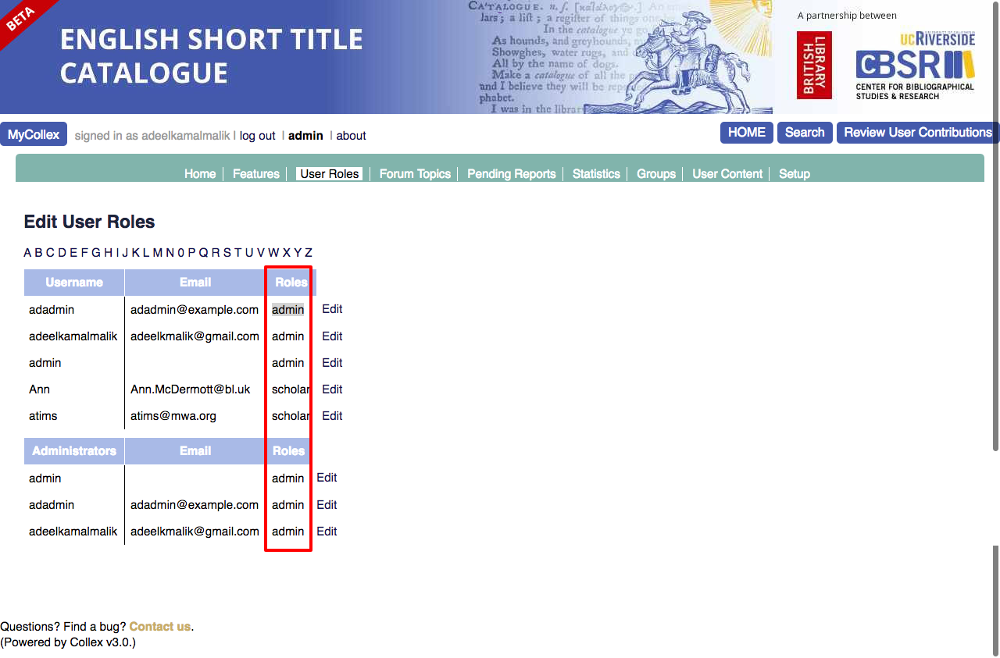 BETA
ENGLISH SHORT TITLE
CATALOGUE
CATALOGUE. n. f. [καλάλογ@.] An
lars; a lift; a regifter of things one by
In the catalogue ye go
As hounds, and greyhounds, m
Showghes, water rugs, and
All by the name of dogs.
Make a catalogue of all the
and I believe they will be rep
phabet.
I was in the librar
A partnership between
BRITISH
LIBRARY
UNIVERSITY OF CALIFORNIA
UCRIVERSIDE
CBSR
CENTER FOR BIBLIOGRAPHICAL
STUDIES & RESEARCH
MyCollex signed in as adeelkamalmalik | log out | admin | about HOME Search Review User Contributions
Home Features User Roles Forum Topics Pending Reports Statistics Groups User Content Setup
Edit User Roles
A B C D E F G H I J K L M N 0 P Q R S T U V W X Y Z
Username Email Roles
adadmin adadmin@example.com admin Edit
adeelkamalmalik adeelkmalik@gmail.com admin Edit
admin admin Edit
Ann Ann.McDermott@bl.uk scholar Edit
atims atims@mwa.org scholar Edit
Administrators Email Roles
admin admin Edit
adadmin adadmin@example.com admin Edit
adeelkamalmalik adeelkmalik@gmail.com admin Edit
Questions? Find a bug? Contact us.
(Powered by Collex v3.0.)